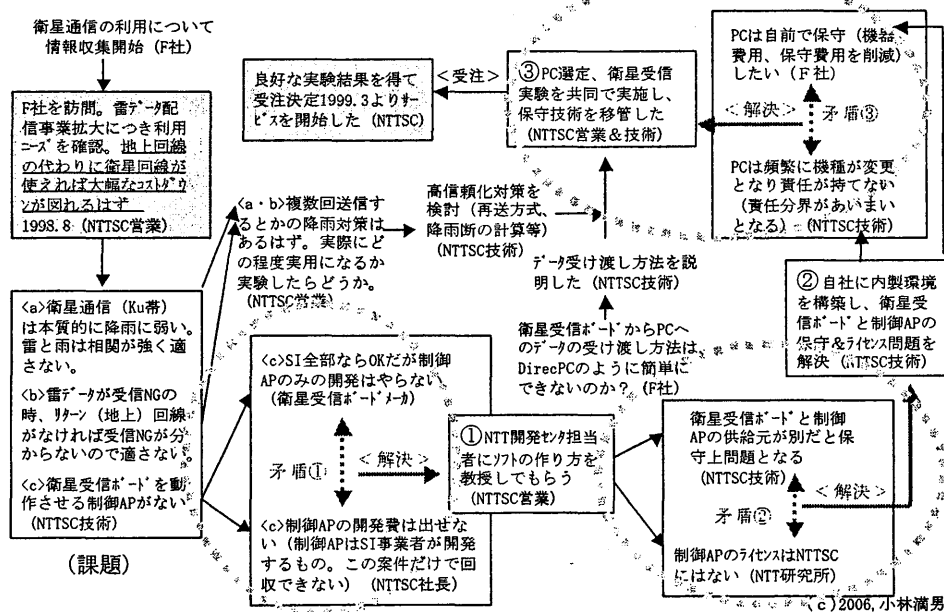 衛星通信の利用について
情報収集開始（F社）
F社を訪問。雷ﾃﾞｰﾀ配
信事業拡大につき利用
ﾆｰｽﾞを確認。地上回線
の代わりに衛星回線が
使えれば大幅なｺｽﾄﾀﾞｳ
ﾝが図れるはず
1998.8（NTTSC営業）
<a>衛星通信（Ku帯）
は本質的に降雨に弱い。
雷と雨は相関が強く適
さない。
<b>雷データが受信NGの
時、ﾘﾀｰﾝ（地上）回線
がなければ受信NGが分
からないので適さない。
<c>衛星受信ﾎﾞｰﾄﾞを動
作させる制御APがない
（NTTSC技術）
（課題）
良好な実験結果を得て
受注決定1999.3よりｻｰ
ﾋﾞｽを開始した（NTTSC）
＜受注＞
③PC選定、衛星受信
実験を共同で実施し、
保守技術を移管した
（NTTSC営業＆技術）
＜解決＞
PCは自前で保守（機器
費用、保守費用を削減）
したい（F社）
矛盾③
PCは頻繁に機種が変更
となり責任が持てない
（責任分界があいまい
となる）（NTTSC技術）
<a・b>複数回送信す
るとかの降雨対策は
あるはず。実際にど
の程度実用になるか
実験したらどうか。
（NTTSC営業）
高信頼化対策を
検討（再送方式、
降雨断の計算等）
（NTTSC技術）
データ受け渡し方法を説
明した（NTTSC技術）
衛星受信ﾎﾞｰﾄﾞからPCへ
のデータの受け渡し方法は
DirecPCのように簡単に
できないのか？（F社）
②自社に内製環境
を構築し、衛星受
信ﾎﾞｰﾄﾞと制御APの
保守＆ﾗｲｾﾝｽ問題を
解決（NTTSC技術）
<c>SI全部ならOKだが制御
APのみの開発はやらない
（衛星受信ﾎﾞｰﾄﾞﾒｰｶ）
矛盾①
＜解決＞
<c>制御APの開発費は出せな
い（制御APはSI事業者が開発
するもの。この案件だけで回
収できない）（NTTSC社長）
①NTT開発ｾﾝﾀ担当
者にソフトの作り方を
教授してもらう
（NTTSC営業）
衛星受信ﾎﾞｰﾄﾞと制御
APの供給元が別だと保
守上問題となる
（NTTSC技術）
矛盾②
＜解決＞
制御APのﾗｲｾﾝｽはNTTSC
にはない（NTT研究所）
(c)2006,小林満男